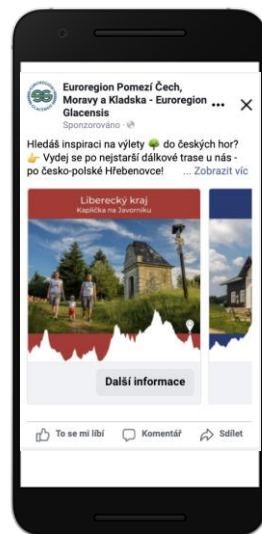 Euroregion Pomezí Čech,
Moravy a Kladska - Euroregion
Glacensis
Sponzorováno ·
Hledáš inspiraci na výlety 🌳 do českých hor?
👉 Vydej se po nejstarší dálkové trase u nás -
po česko-polské Hřebenovce! ... Zobrazit víc
Liberecký kraj
Kaplička na Javorníku
Další informace
To se mi líbí
Komentář
Sdílet